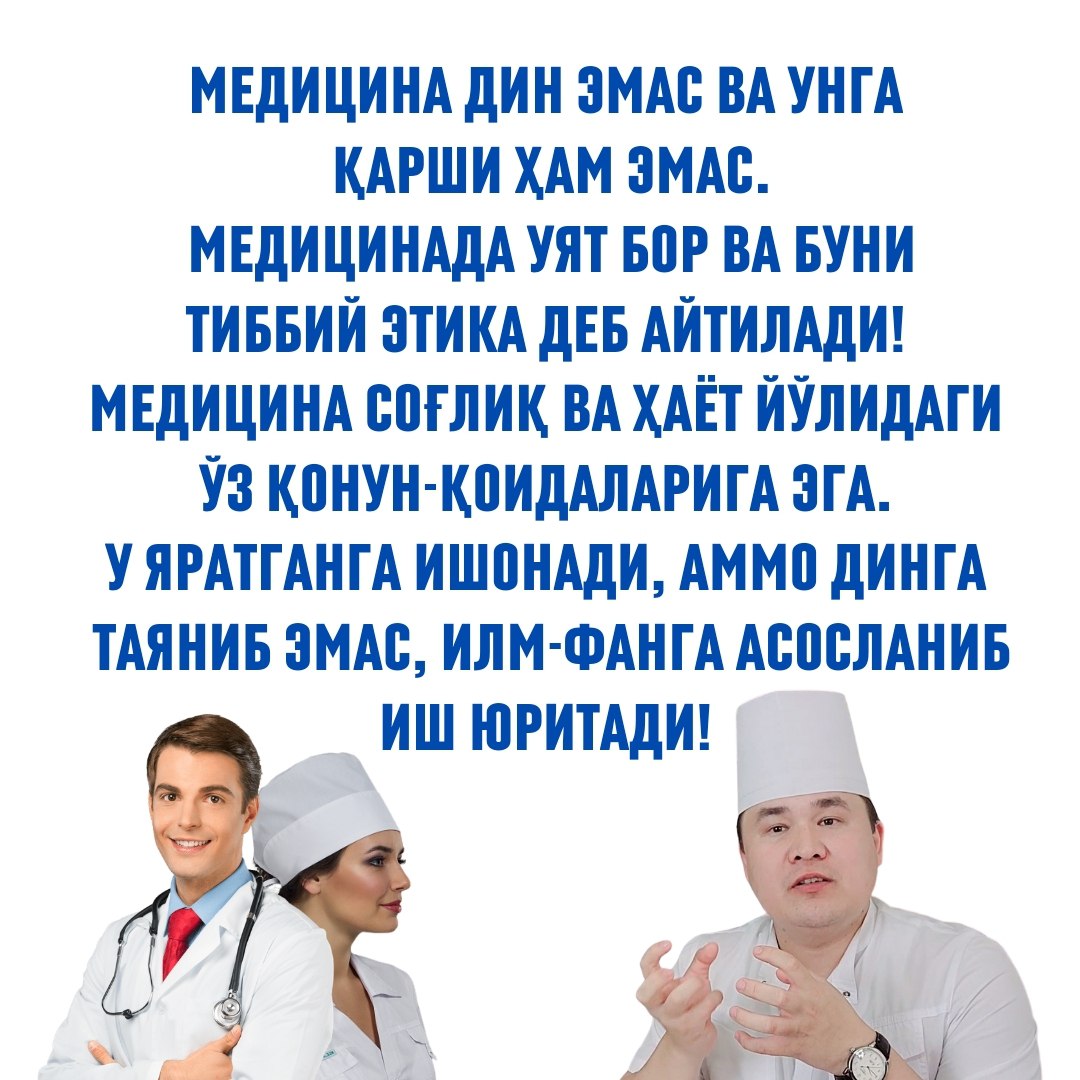 МЕДИЦИНА ДИН ЭМАС ВА УНГА
ҚАРШИ ҲАМ ЭМАС.
МЕДИЦИНАДА УЯТ БОР ВА БУНИ
ТИББИЙ ЭТИКА ДЕБ АЙТИЛАДИ!
МЕДИЦИНА СОҒЛИҚ ВА ҲАЁТ ЙЎЛИДАГИ
ЎЗ ҚОНУН-ҚОИДАЛАРИГА ЭГА.
У ЯРАТГАНГА ИШОНАДИ, АММО ДИНГА
ТАЯНИБ ЭМАС, ИЛМ-ФАНГА АСОСЛАНИБ
ИШ ЮРИТАДИ!